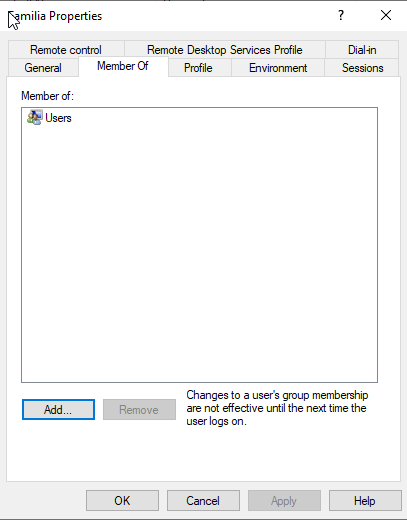 Familia Properties
?
Remote control
Remote Desktop Services Profile
Dial-in
General
Member Of
Profile
Environment
Sessions
Member of:
Users
Add...
Remove
Changes to a user's group membership
are not effective until the next time the
user logs on.
OK
Cancel
Apply
Help